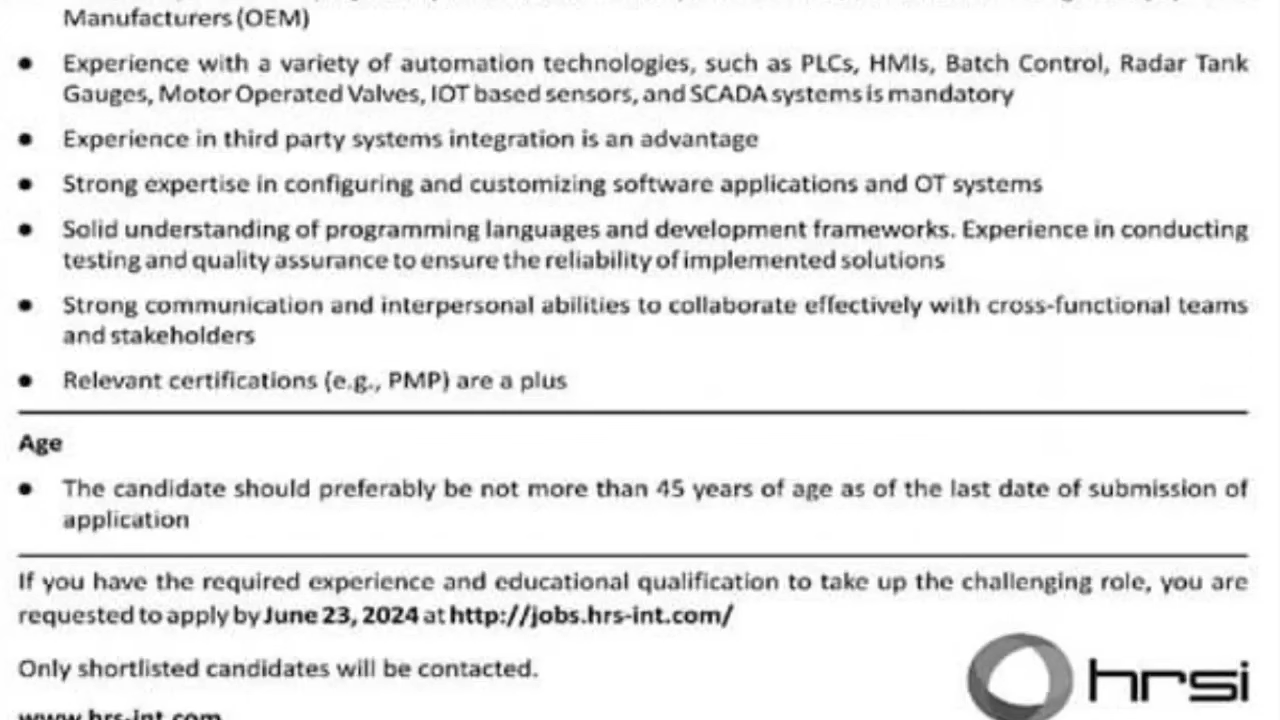 Manufacturers (OEM)
● Experience with a variety of automation technologies, such as PLCs, HMIs, Batch Control, Radar Tank
Gauges, Motor Operated Valves, IOT based sensors, and SCADA systems is mandatory
● Experience in third party systems integration is an advantage
● Strong expertise in configuring and customizing software applications and OT systems
● Solid understanding of programming languages and development frameworks. Experience in conducting
testing and quality assurance to ensure the reliability of implemented solutions
● Strong communication and interpersonal abilities to collaborate effectively with cross-functional teams
and stakeholders
● Relevant certifications (e.g., PMP) are a plus
Age
● The candidate should preferably be not more than 45 years of age as of the last date of submission of
application
If you have the required experience and educational qualification to take up the challenging role, you are
requested to apply by June 23, 2024 at http://jobs.hrs-int.com/
Only shortlisted candidates will be contacted.
hrsi
www.hrs-int.com